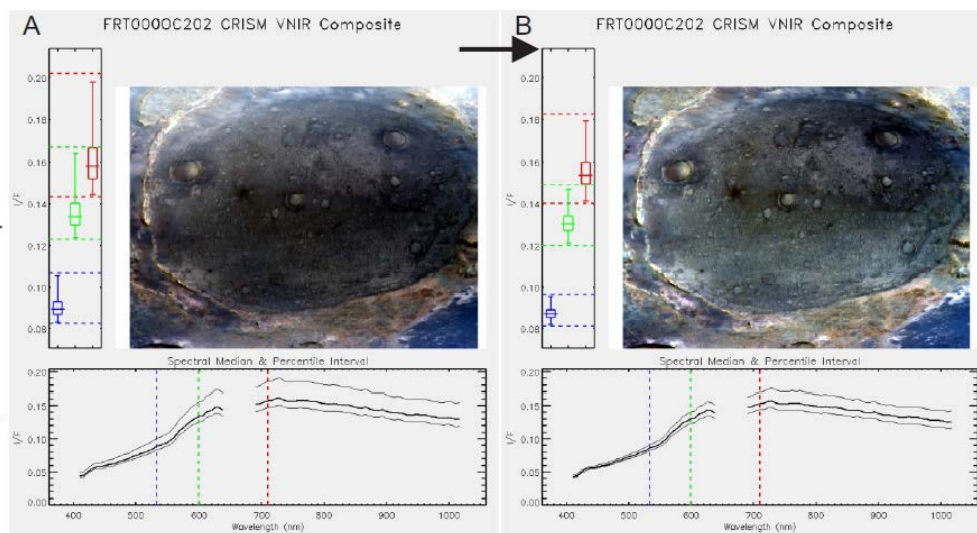 A
FRT0000C202 CRISM VNIR Composite
0.20
0.18
0.16
I/F
0.14
0.12
0.10
0.08
Spectral Median & Percentile Interval
0.20
0.15
I/F
0.10
0.05
0.00
400 500 600 700 800 900 1000
Wavelength (nm)
B
FRT0000C202 CRISM VNIR Composite
0.20
0.18
0.16
I/F
0.14
0.12
0.10
0.08
Spectral Median & Percentile Interval
0.20
0.15
I/F
0.10
0.05
0.00
400 500 600 700 800 900 1000
Wavelength (nm)